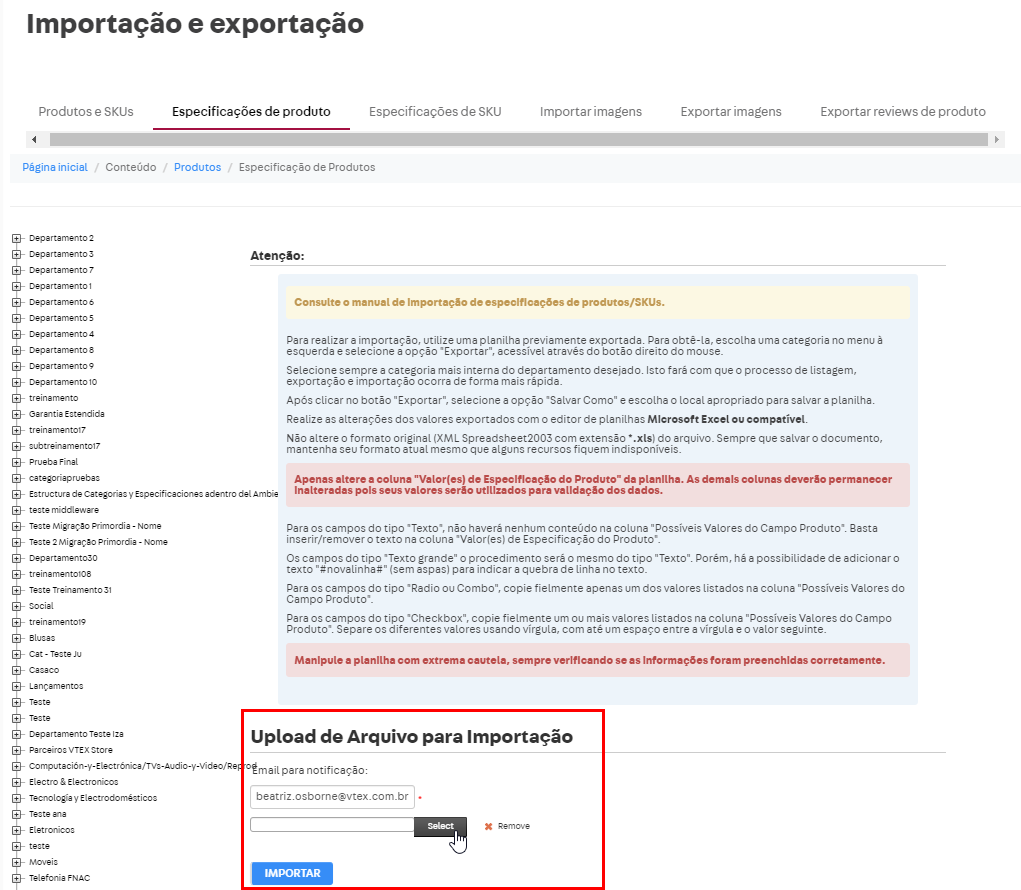 Importação e exportação
Produtos e SKUs
Especificações de produto
Especificações de SKU
Importar imagens
Exportar imagens
Exportar reviews de produto
Página inicial / Conteúdo / Produtos / Especificação de Produtos
Departamento 2
Departamento 3
Departamento 7
Departamento 1
Departamento 6
Departamento 5
Departamento 4
Departamento 8
Departamento 9
Departamento 10
treinamento
Garantia Estendida
treinamento17
subtreinamento17
Prueba Final
categoriapruebas
Estructura de Categorias y Especificaciones adentro del Ambie
teste middleware
Teste Migração Primordia - Nome
Teste 2 Migração Primordia - Nome
Departamento30
treinamento108
Teste Treinamento 31
Social
treinamento19
Blusas
Cat - Teste Ju
Casaco
Lançamentos
Teste
Teste
Departamento Teste Iza
Parceiros VTEX Store
Computación-y-Electrónica/TVs-Audio-y-Video/Reprod
Electro & Electronicos
Tecnología y Electrodomésticos
Teste ana
Eletronicos
teste
Moveis
Telefonia FNAC
Atenção:
Consulte o manual de importação de especificações de produtos/SKUs.
Para realizar a importação, utilize uma planilha previamente exportada. Para obtê-la, escolha uma categoria no menu à
esquerda e selecione a opção "Exportar", acessível através do botão direito do mouse.
Selecione sempre a categoria mais interna do departamento desejado. Isto fará com que o processo de listagem,
exportação e importação ocorra de forma mais rápida.
Após clicar no botão "Exportar", selecione a opção "Salvar Como" e escolha o local apropriado para salvar a planilha.
Realize as alterações dos valores exportados com o editor de planilhas Microsoft Excel ou compatível.
Não altere o formato original (XML Spreadsheet2003 com extensão *.xls) do arquivo. Sempre que salvar o documento,
mantenha seu formato atual mesmo que alguns recursos fiquem indisponíveis.
Apenas altere a coluna "Valor(es) de Especificação do Produto" da planilha. As demais colunas deverão permanecer
inalteradas pois seus valores serão utilizados para validação dos dados.
Para os campos do tipo "Texto", não haverá nenhum conteúdo na coluna "Possíveis Valores do Campo Produto". Basta
inserir/remover o texto na coluna "Valor(es) de Especificação do Produto".
Os campos do tipo "Texto grande" o procedimento será o mesmo do tipo "Texto". Porém, há a possibilidade de adicionar o
texto "#novalinha#" (sem aspas) para indicar a quebra de linha no texto.
Para os campos do tipo "Radio ou Combo", copie fielmente apenas um dos valores listados na coluna "Possíveis Valores do
Campo Produto".
Para os campos do tipo "Checkbox", copie fielmente um ou mais valores listados na coluna "Possíveis Valores do Campo
Produto". Separe os diferentes valores usando vírgula, com até um espaço entre a vírgula e o valor seguinte.
Manipule a planilha com extrema cautela, sempre verificando se as informações foram preenchidas corretamente.
Upload de Arquivo para Importação
Email para notificação:
beatriz.osborne@vtex.com.br *
Select
Remove
IMPORTAR